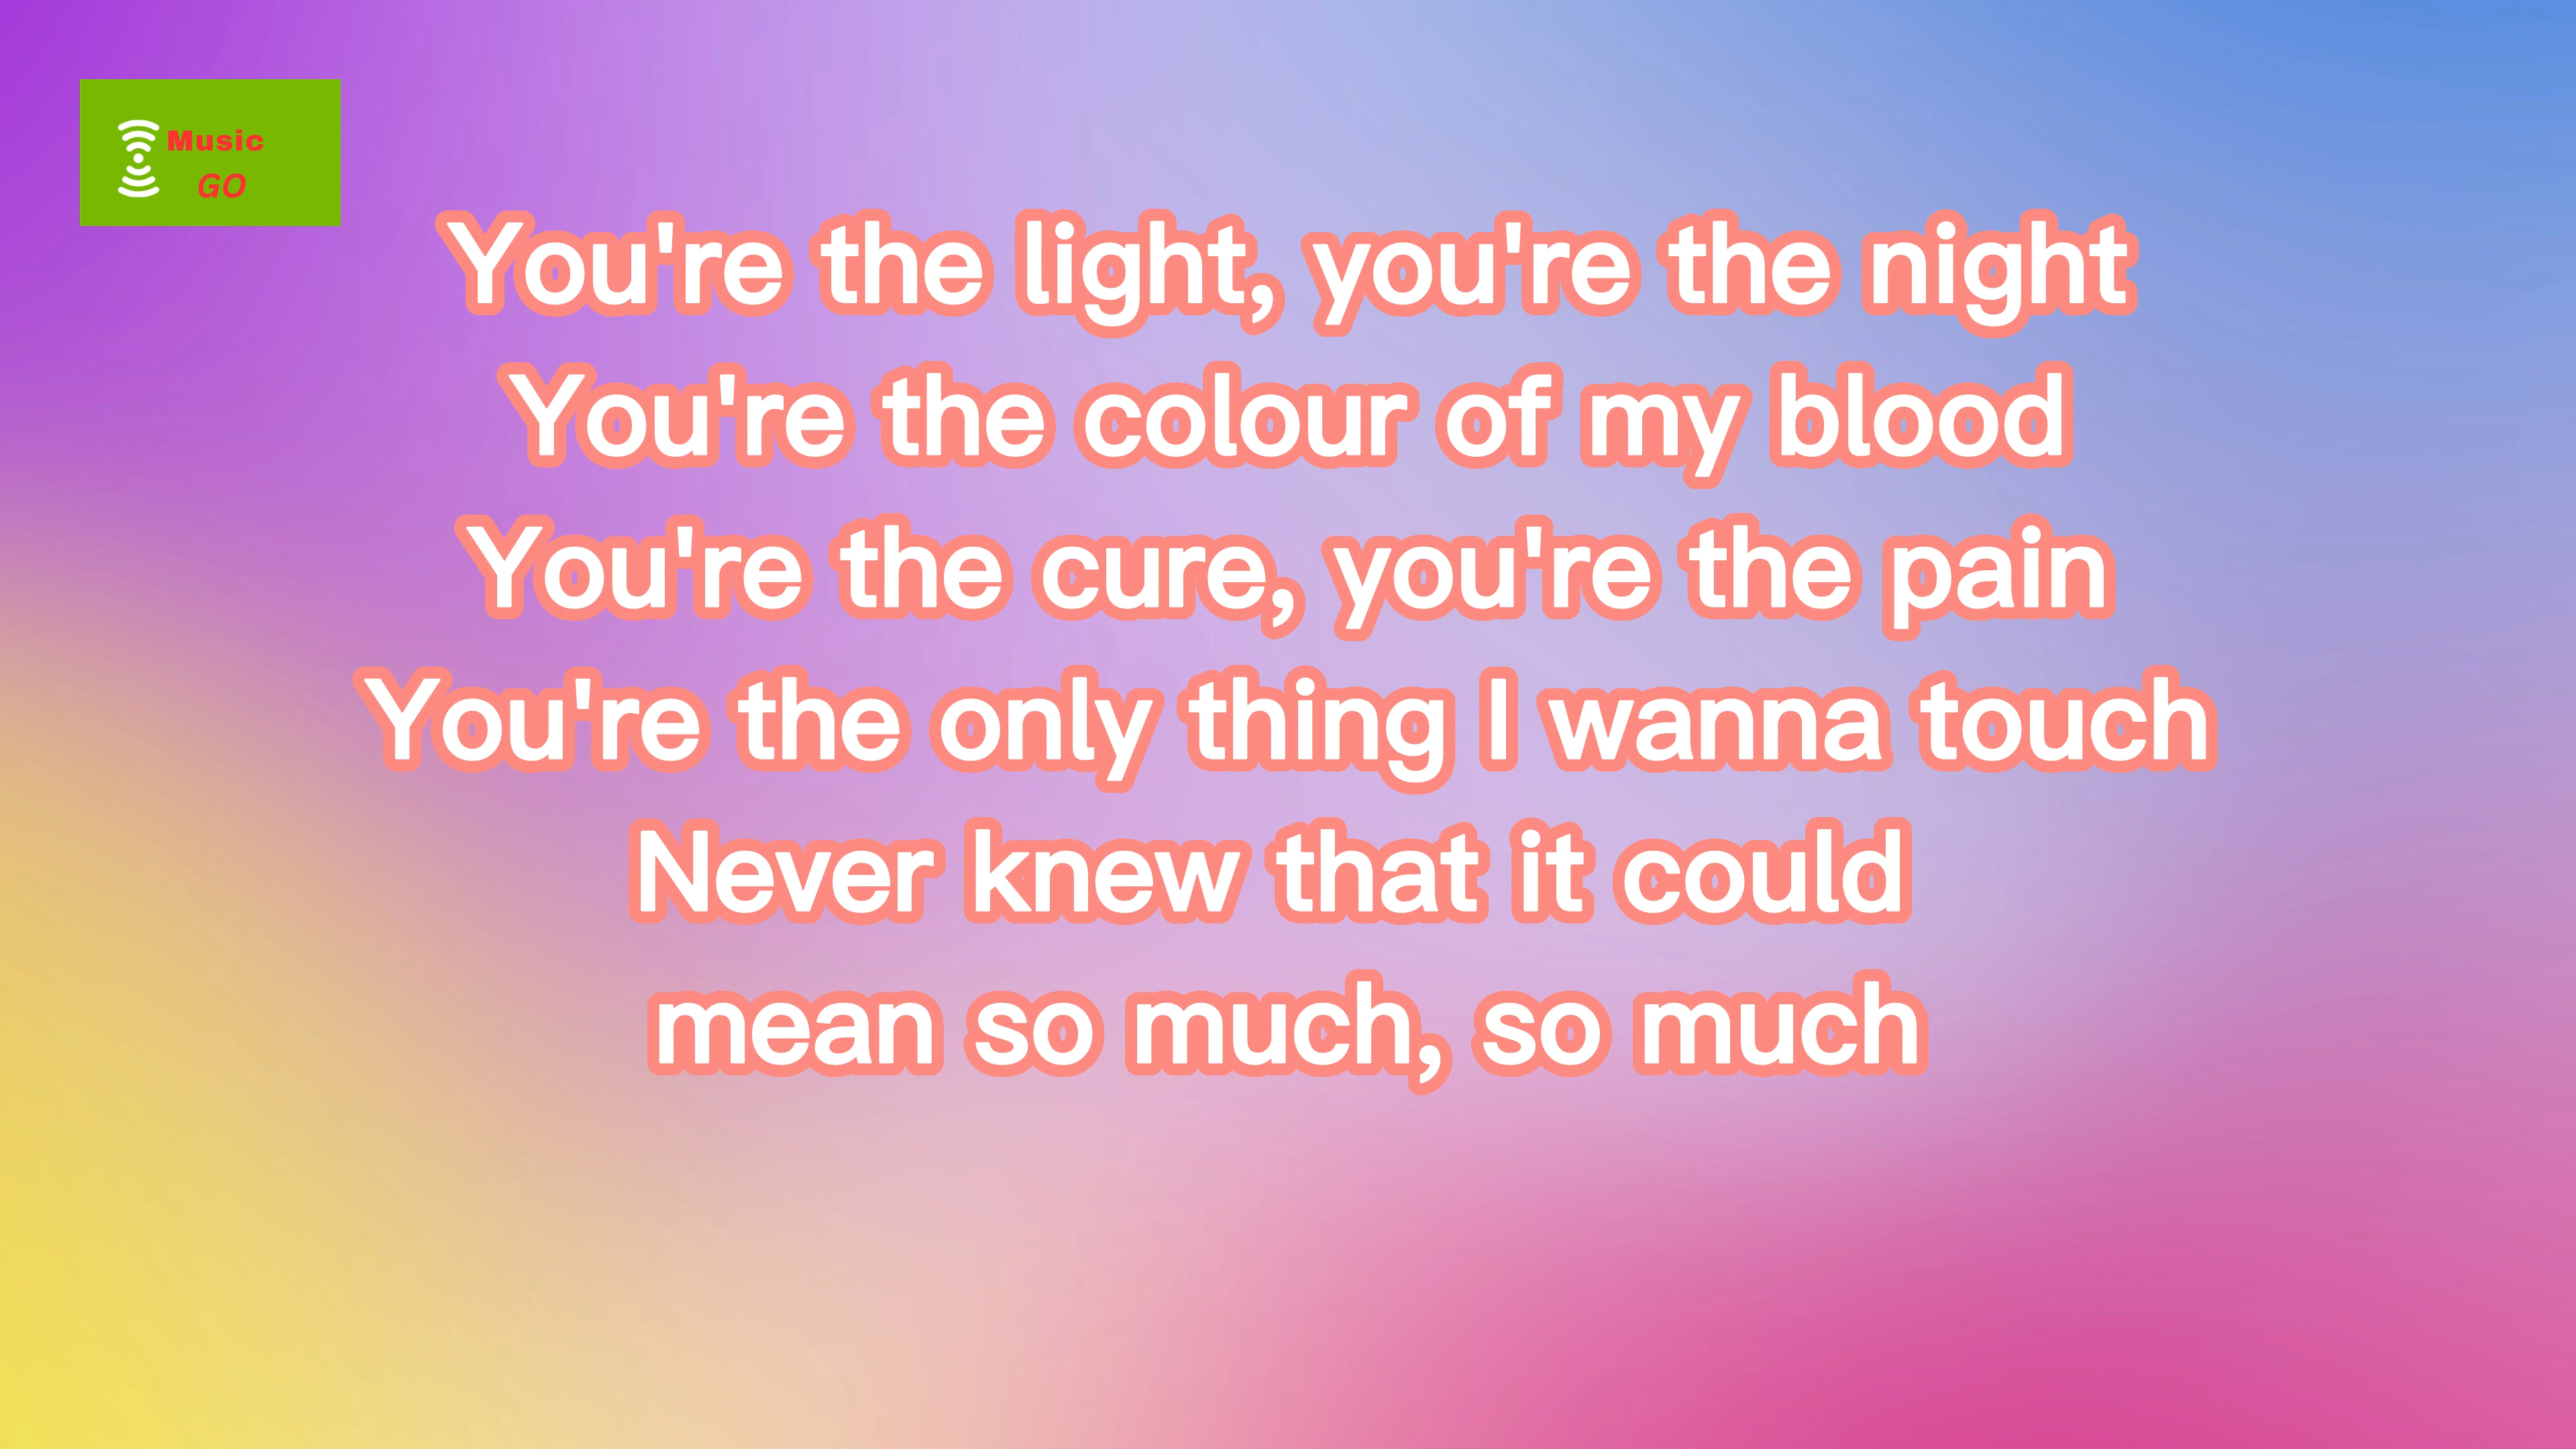 Music
GO
You're the light, you're the night
You're the colour of my blood
You're the cure, you're the pain
You're the only thing I wanna touch
Never knew that it could
mean so much, so much